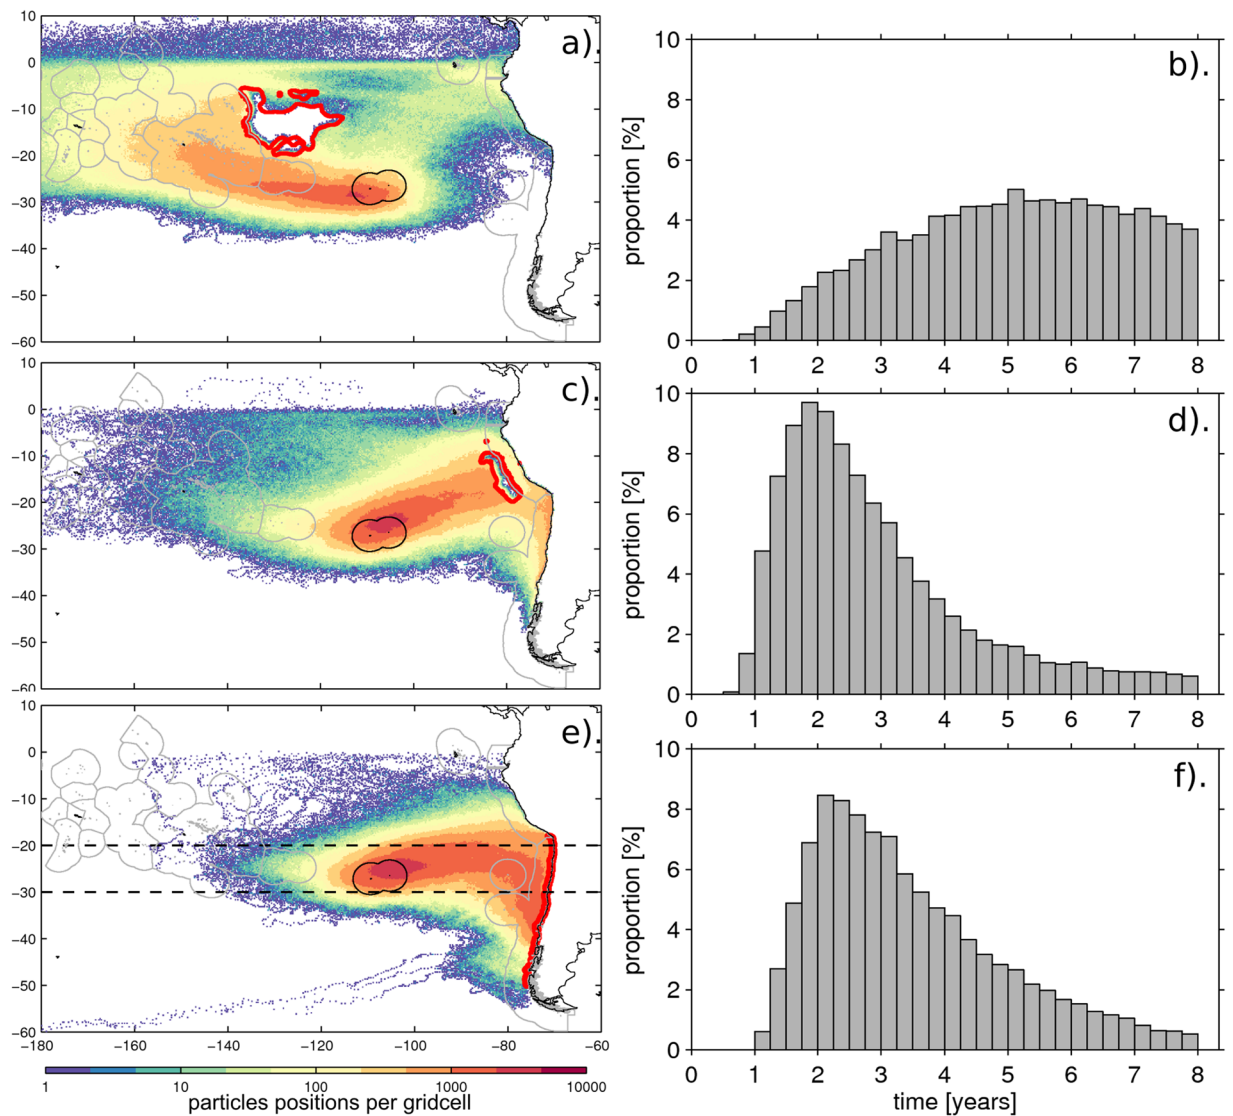 a).
10
0
−10
−20
−30
−40
−50
−60
b).
proportion [%]
10
8
6
4
2
0
0 1 2 3 4 5 6 7 8
c).
10
0
−10
−20
−30
−40
−50
−60
d).
proportion [%]
10
8
6
4
2
0
0 1 2 3 4 5 6 7 8
e).
10
0
−10
−20
−30
−40
−50
−60
−180 −160 −140 −120 −100 −80 −60
1 10 100 1000 10000
particles positions per gridcell
f).
proportion [%]
10
8
6
4
2
0
0 1 2 3 4 5 6 7 8
time [years]